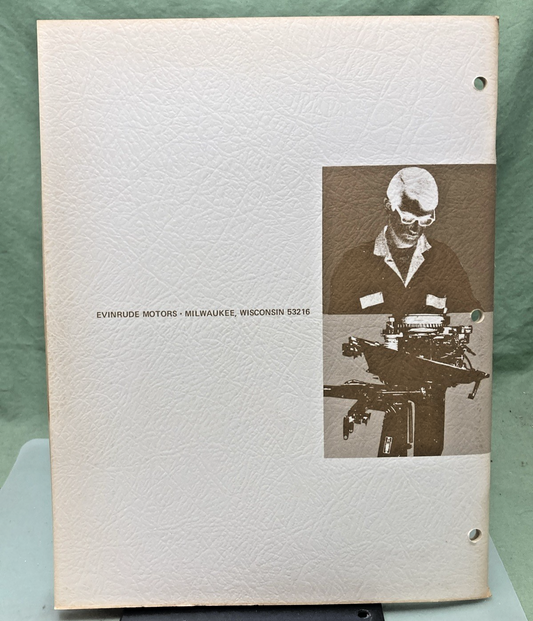 EVINRUDE MOTORS • MILWAUKEE, WISCONSIN 53216